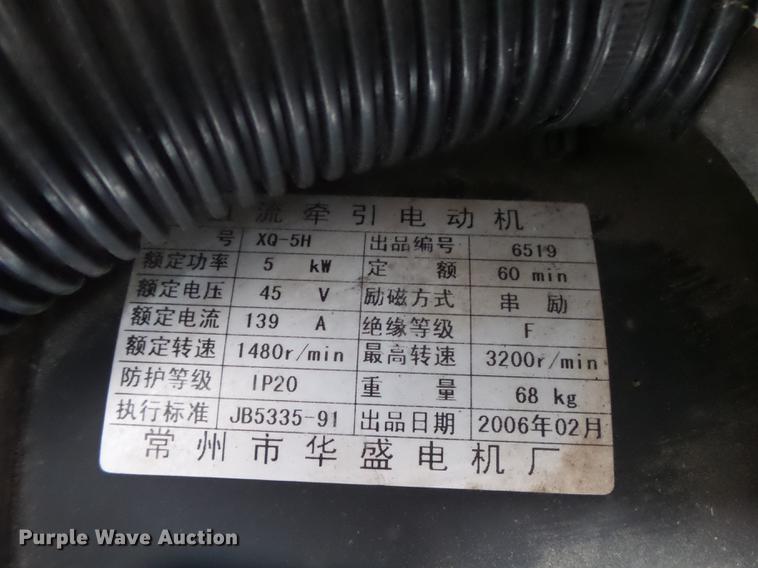 流牵引电动机
号 XQ-5H 出品编号 6519
额定功率 5 kW 定额 60 min
额定电压 45 V 励磁方式 串励
额定电流 139 A 绝缘等级 F
额定转速 1480r/min 最高转速 3200r/min
防护等级 IP20 重量 68 kg
执行标准 JB5335-91 出品日期 2006年02月
常州市华盛电机厂
Purple Wave Auction